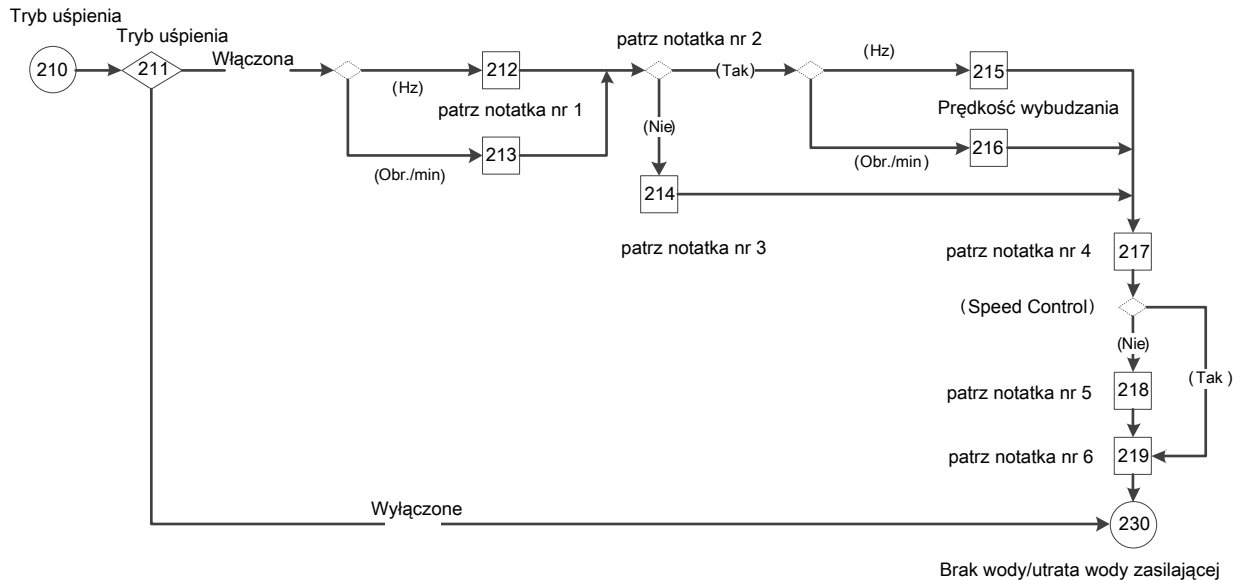 Tryb uśpienia
Tryb uśpienia
210
211
Włączona
(Hz)
212
patrz notatka nr 1
(Obr./min)
213
patrz notatka nr 2
(Tak)
(Nie)
214
patrz notatka nr 3
(Hz)
215
Prędkość wybudzania
(Obr./min)
216
patrz notatka nr 4
217
(Speed Control)
(Nie)
(Tak )
patrz notatka nr 5
218
patrz notatka nr 6
219
Wyłączone
230
Brak wody/utrata wody zasilającej